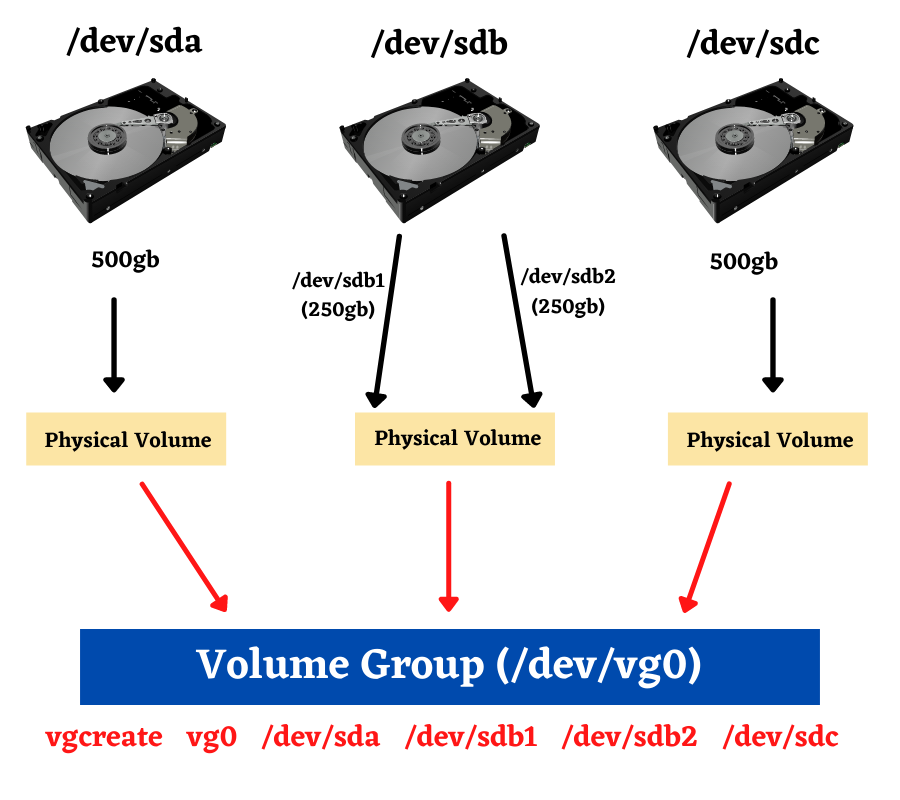 /dev/sda
/dev/sdb
/dev/sdc
500gb
/dev/sdb1
(250gb)
/dev/sdb2
(250gb)
500gb
Physical Volume
Physical Volume
Physical Volume
Volume Group (/dev/vg0)
vgcreate vg0 /dev/sda /dev/sdb1 /dev/sdb2 /dev/sdc